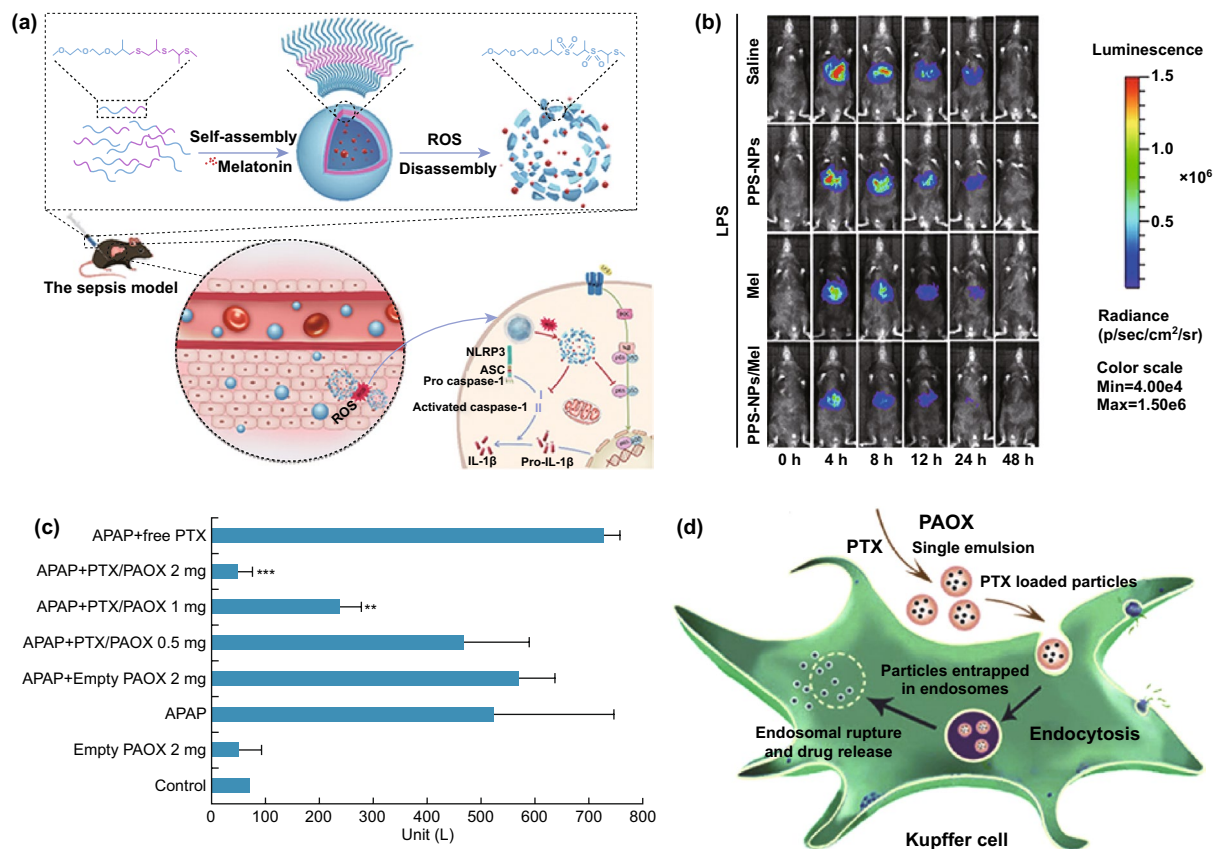 (a)
Self-assembly
Melatonin
ROS
Disassembly
The sepsis model
ROS
NLRP3
ASC
Pro caspase-1
Activated caspase-1
IL-1β
Pro-IL-1β
(b)
LPS
Saline
PPS-NPs
Mel
PPS-NPs/Mel
0 h 4 h 8 h 12 h 24 h 48 h
Luminescence
1.5
1.0
×10⁶
0.5
Radiance
(p/sec/cm²/sr)
Color scale
Min=4.00e4
Max=1.50e6
(c)
APAP+free PTX
APAP+PTX/PAOX 2 mg ***
APAP+PTX/PAOX 1 mg **
APAP+PTX/PAOX 0.5 mg
APAP+Empty PAOX 2 mg
APAP
Empty PAOX 2 mg
Control
0 100 200 300 400 500 600 700 800
Unit (L)
(d)
PAOX
PTX
Single emulsion
PTX loaded particles
Particles entrapped
in endosomes
Endosomal rupture
and drug release
Endocytosis
Kupffer cell